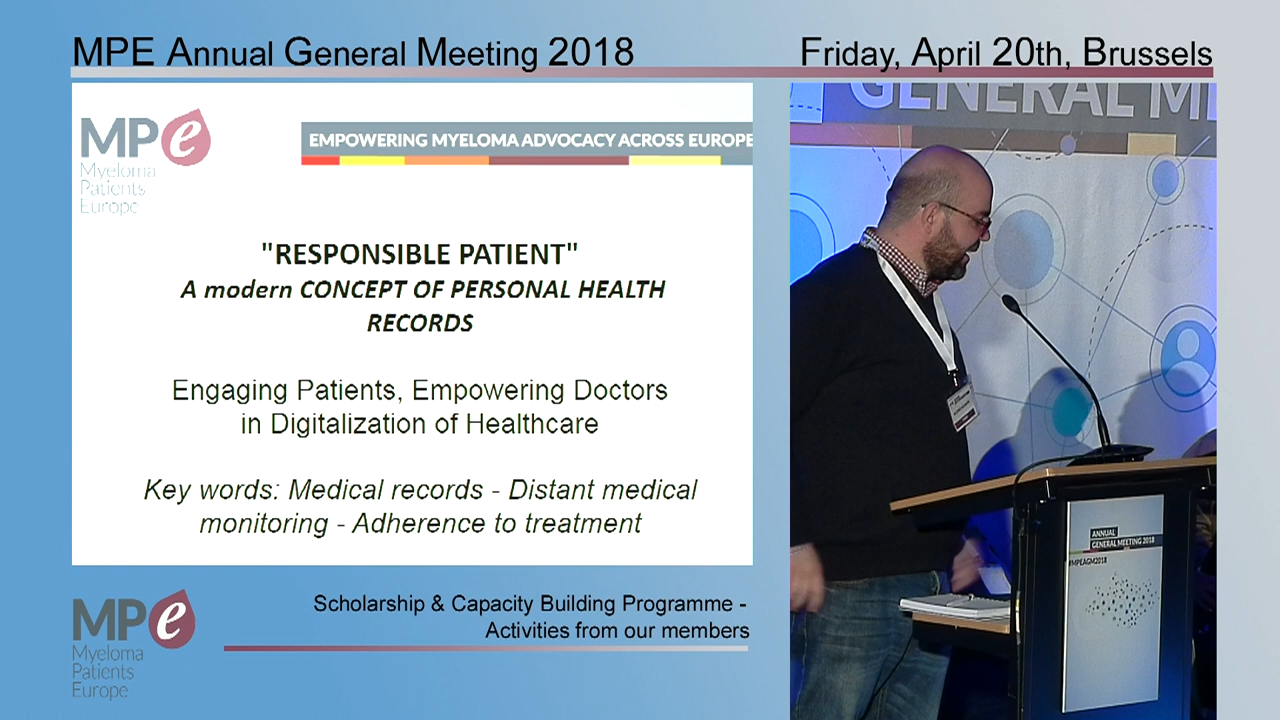 MPE Annual General Meeting 2018
Friday, April 20th, Brussels
MPe
Myeloma
Patients
Europe
EMPOWERING MYELOMA ADVOCACY ACROSS EUROPE
"RESPONSIBLE PATIENT"
A modern CONCEPT OF PERSONAL HEALTH
RECORDS
Engaging Patients, Empowering Doctors
in Digitalization of Healthcare
Key words: Medical records - Distant medical
monitoring - Adherence to treatment
GENERAL ME
ANNUAL
GENERAL MEETING 2018
#MPEAGM2018
MPe
Myeloma
Patients
Europe
Scholarship & Capacity Building Programme -
Activities from our members